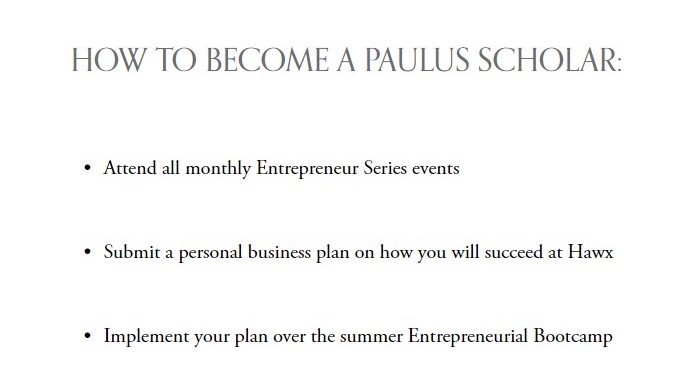 HOW TO BECOME A PAULUS SCHOLAR:
• Attend all monthly Entrepreneur Series events
• Submit a personal business plan on how you will succeed at Hawx
• Implement your plan over the summer Entrepreneurial Bootcamp